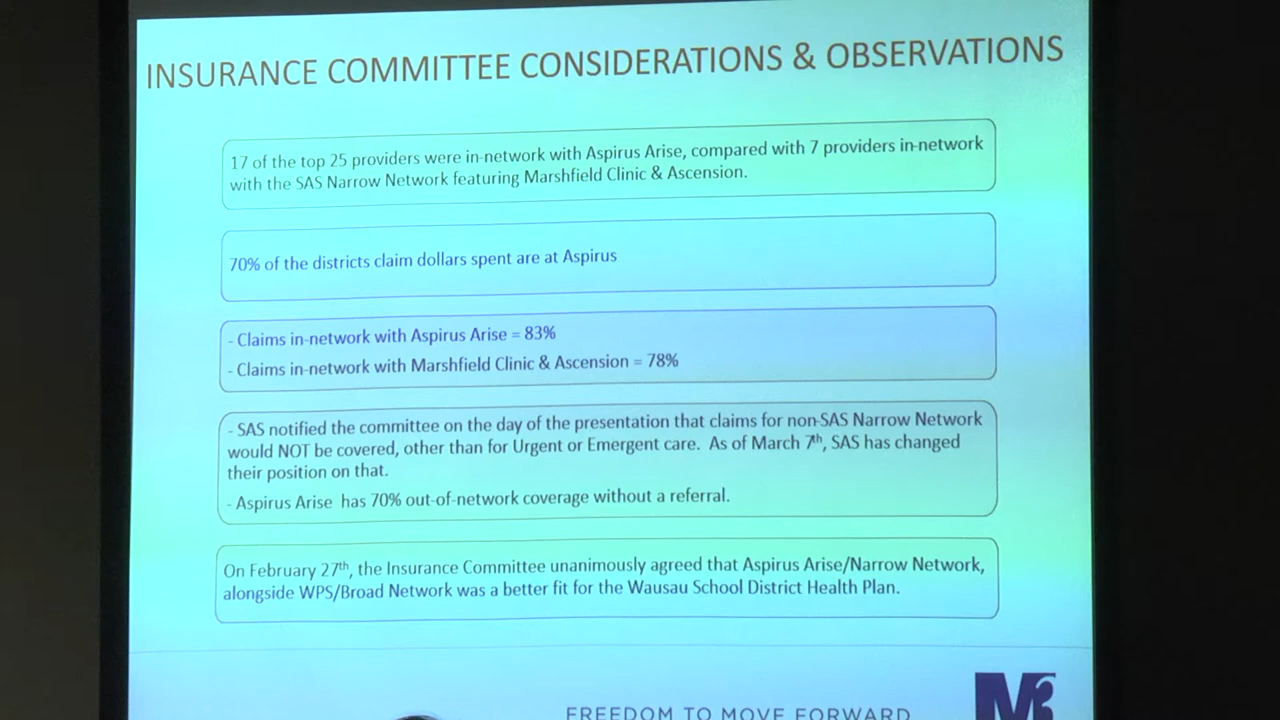 INSURANCE COMMITTEE CONSIDERATIONS & OBSERVATIONS
17 of the top 25 providers were in-network with Aspirus Arise, compared with 7 providers in-network
with the SAS Narrow Network featuring Marshfield Clinic & Ascension.
70% of the districts claim dollars spent are at Aspirus
- Claims in-network with Aspirus Arise = 83%
- Claims in-network with Marshfield Clinic & Ascension = 78%
- SAS notified the committee on the day of the presentation that claims for non-SAS Narrow Network
would NOT be covered, other than for Urgent or Emergent care. As of March 7th, SAS has changed
their position on that.
- Aspirus Arise has 70% out-of-network coverage without a referral.
On February 27th, the Insurance Committee unanimously agreed that Aspirus Arise/Narrow Network,
alongside WPS/Broad Network was a better fit for the Wausau School District Health Plan.
FREEDOM TO MOVE FORWARD
M3